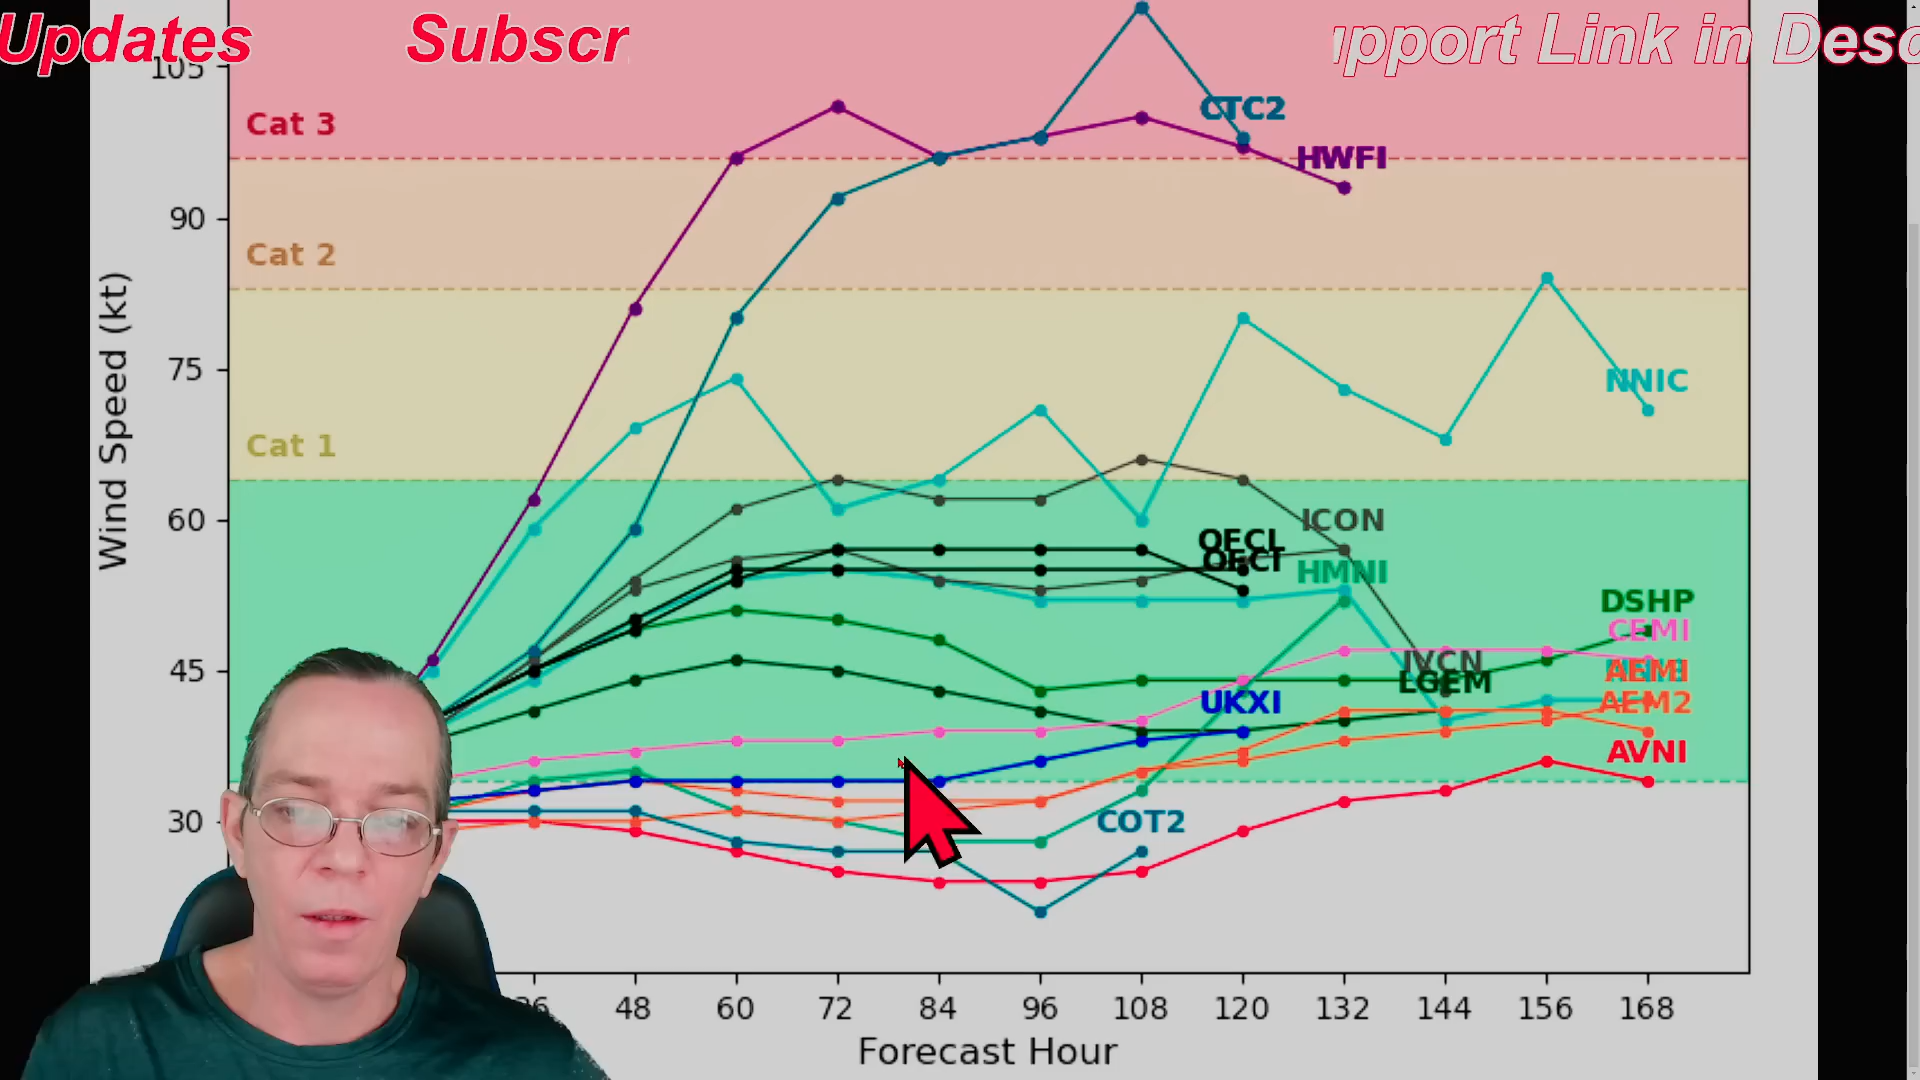 Updates Subscr upport Link in Desc
105
Cat 3
CTC2
HWFI
90
Cat 2
75
NNIC
Cat 1
Wind Speed (kt)
60
ICON
OFCL
OFCI
HMNI
DSHP
CEMI
45
IVCN
AEMI
LGEM
UKXI
AEM2
AVNI
30
COT2
36 48 60 72 84 96 108 120 132 144 156 168
Forecast Hour